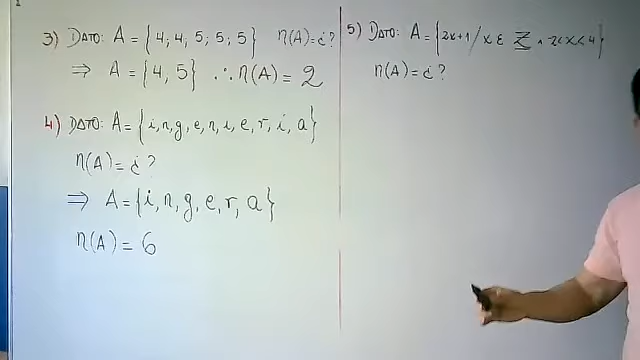 3) DATO: A = {4, 4, 5, 5, 5} n(A) = ¿?
⇒ A = {4, 5} ∴ n(A) = 2
4) DATO: A = {i, n, g, e, n, i, e, r, i, a}
n(A) = ¿?
⇒ A = {i, n, g, e, r, a}
n(A) = 6
5) DATO: A = {2x+1 / x ∈ Z ∧ -2<x<4}
n(A) = ¿?